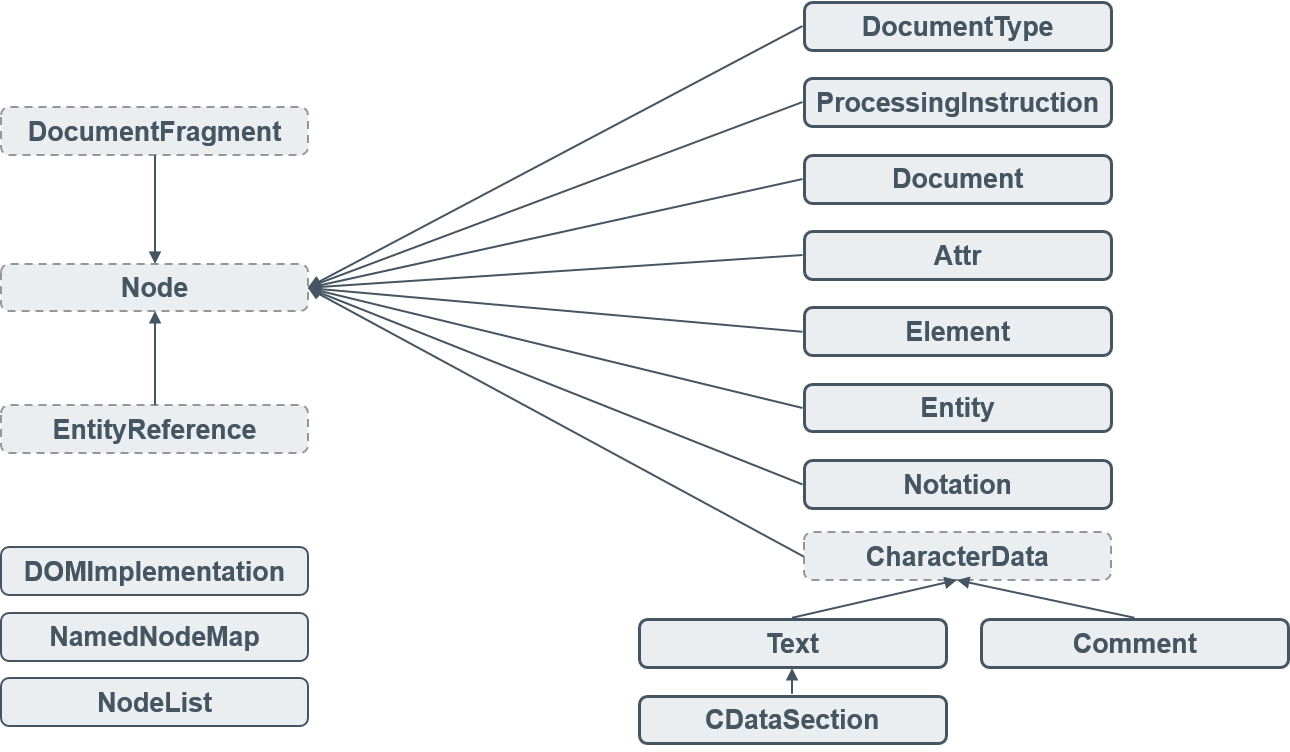 DocumentType
ProcessingInstruction
DocumentFragment
Document
Attr
Node
Element
Entity
EntityReference
Notation
CharacterData
DOMImplementation
NamedNodeMap
Text
Comment
NodeList
CDataSection